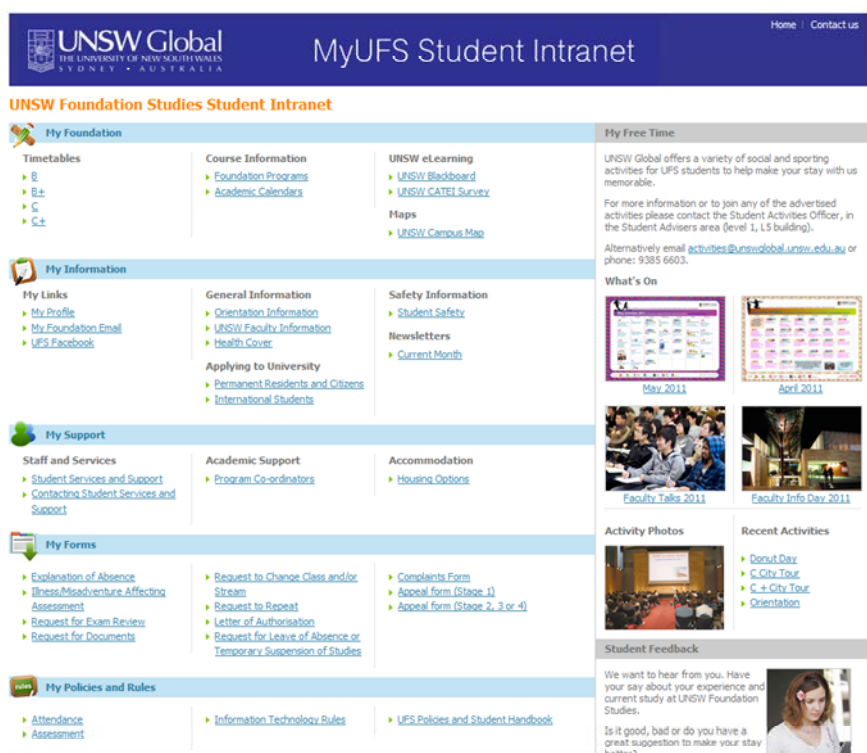 Home | Contact us
UNSW Global
THE UNIVERSITY OF NEW SOUTH WALES
SYDNEY • AUSTRALIA
MyUFS Student Intranet
UNSW Foundation Studies Student Intranet
My Foundation
Timetables
B
B+
C
C+
Course Information
Foundation Programs
Academic Calendars
UNSW eLearning
UNSW Blackboard
UNSW CATEI Survey
Maps
UNSW Campus Map
My Information
My Links
My Profile
My Foundation Email
UFS Facebook
General Information
Orientation Information
UNSW Faculty Information
Health Cover
Applying to University
Permanent Residents and Citizens
International Students
Safety Information
Student Safety
Newsletters
Current Month
My Support
Staff and Services
Student Services and Support
Contacting Student Services and
Support
Academic Support
Program Co-ordinators
Accommodation
Housing Options
My Forms
Explanation of Absence
Illness/Misadventure Affecting
Assessment
Request for Exam Review
Request for Documents
Request to Change Class and/or
Stream
Request to Repeat
Letter of Authorisation
Request for Leave of Absence or
Temporary Suspension of Studies
Complaints Form
Appeal form (Stage 1)
Appeal form (Stage 2, 3 or 4)
rules
My Policies and Rules
Attendance
Assessment
Information Technology Rules
UFS Policies and Student Handbook
My Free Time
UNSW Global offers a variety of social and sporting
activities for UFS students to help make your stay with us
memorable.
For more information or to join any of the advertised
activities please contact the Student Activities Officer, in
the Student Advisers area (level 1, L5 building).
Alternatively email activities@unswglobal.unsw.edu.au or
phone: 9385 6603.
What's On
May 2011
April 2011
Faculty Talks 2011
Faculty Info Day 2011
Activity Photos
Recent Activities
Donut Day
C City Tour
C + City Tour
Orientation
Student Feedback
We want to hear from you. Have
your say about your experience and
current study at UNSW Foundation
Studies.
Is it good, bad or do you have a
great suggestion to make your stay
better?